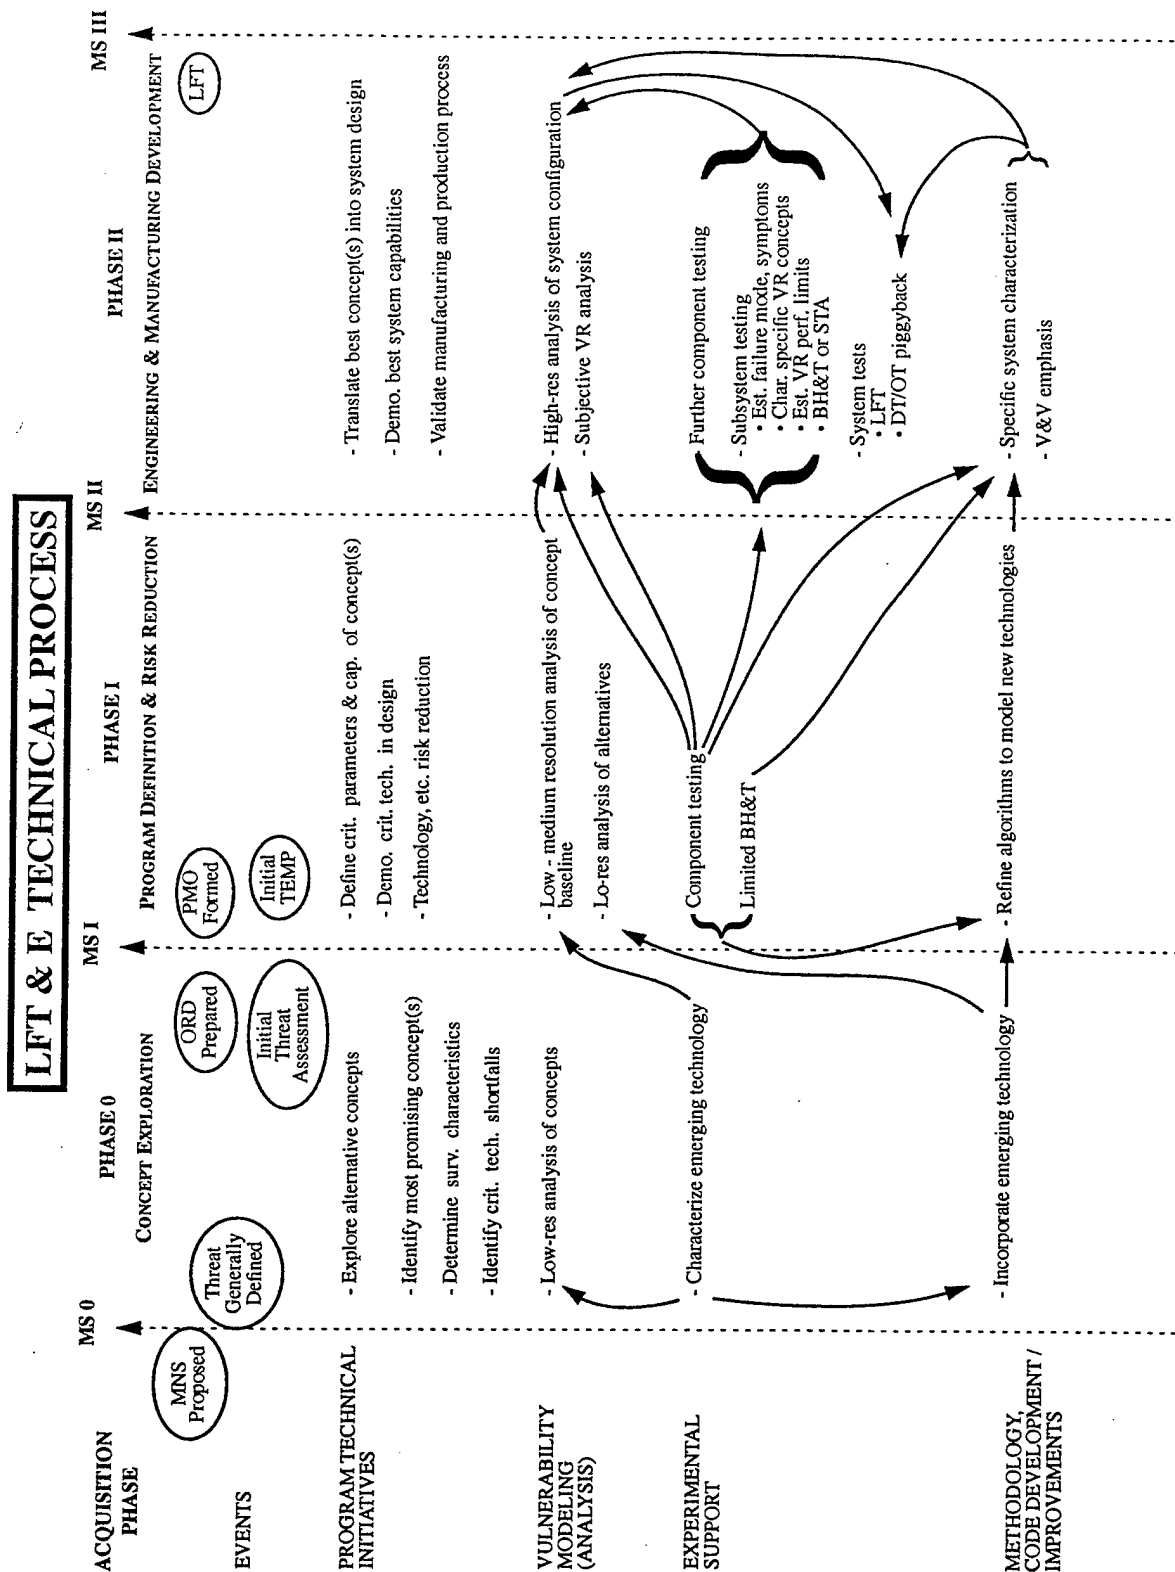 LFT & E TECHNICAL PROCESS
ACQUISITION
PHASE
MS 0
PHASE 0
CONCEPT EXPLORATION
MS I
PHASE I
PROGRAM DEFINITION & RISK REDUCTION
MS II
PHASE II
ENGINEERING & MANUFACTURING DEVELOPMENT
MS III
EVENTS
MNS
Proposed
Threat
Generally
Defined
ORD
Prepared
Initial
Threat
Assessment
PMO
Formed
Initial
TEMP
LFT
PROGRAM TECHNICAL
INITIATIVES
- Explore alternative concepts
- Identify most promising concept(s)
- Determine surv. characteristics
- Identify crit. tech. shortfalls
- Define crit. parameters & cap. of concept(s)
- Demo. crit. tech. in design
- Technology, etc. risk reduction
- Translate best concept(s) into system design
- Demo. best system capabilities
- Validate manufacturing and production process
VULNERABILITY
MODELING
(ANALYSIS)
- Low-res analysis of concepts
- Low - medium resolution analysis of concept
baseline
- Lo-res analysis of alternatives
- High-res analysis of system configuration
- Subjective VR analysis
EXPERIMENTAL
SUPPORT
- Characterize emerging technology
Component testing
Limited BH&T
- Further component testing
- Subsystem testing
• Est. failure mode, symptoms
• Char. specific VR concepts
• Est. VR perf. limits
• BH&T or STA
- System tests
• LFT
• DT/OT piggyback
METHODOLOGY,
CODE DEVELOPMENT /
IMPROVEMENTS
- Incorporate emerging technology
- Refine algorithms to model new technologies
- Specific system characterization
- V&V emphasis